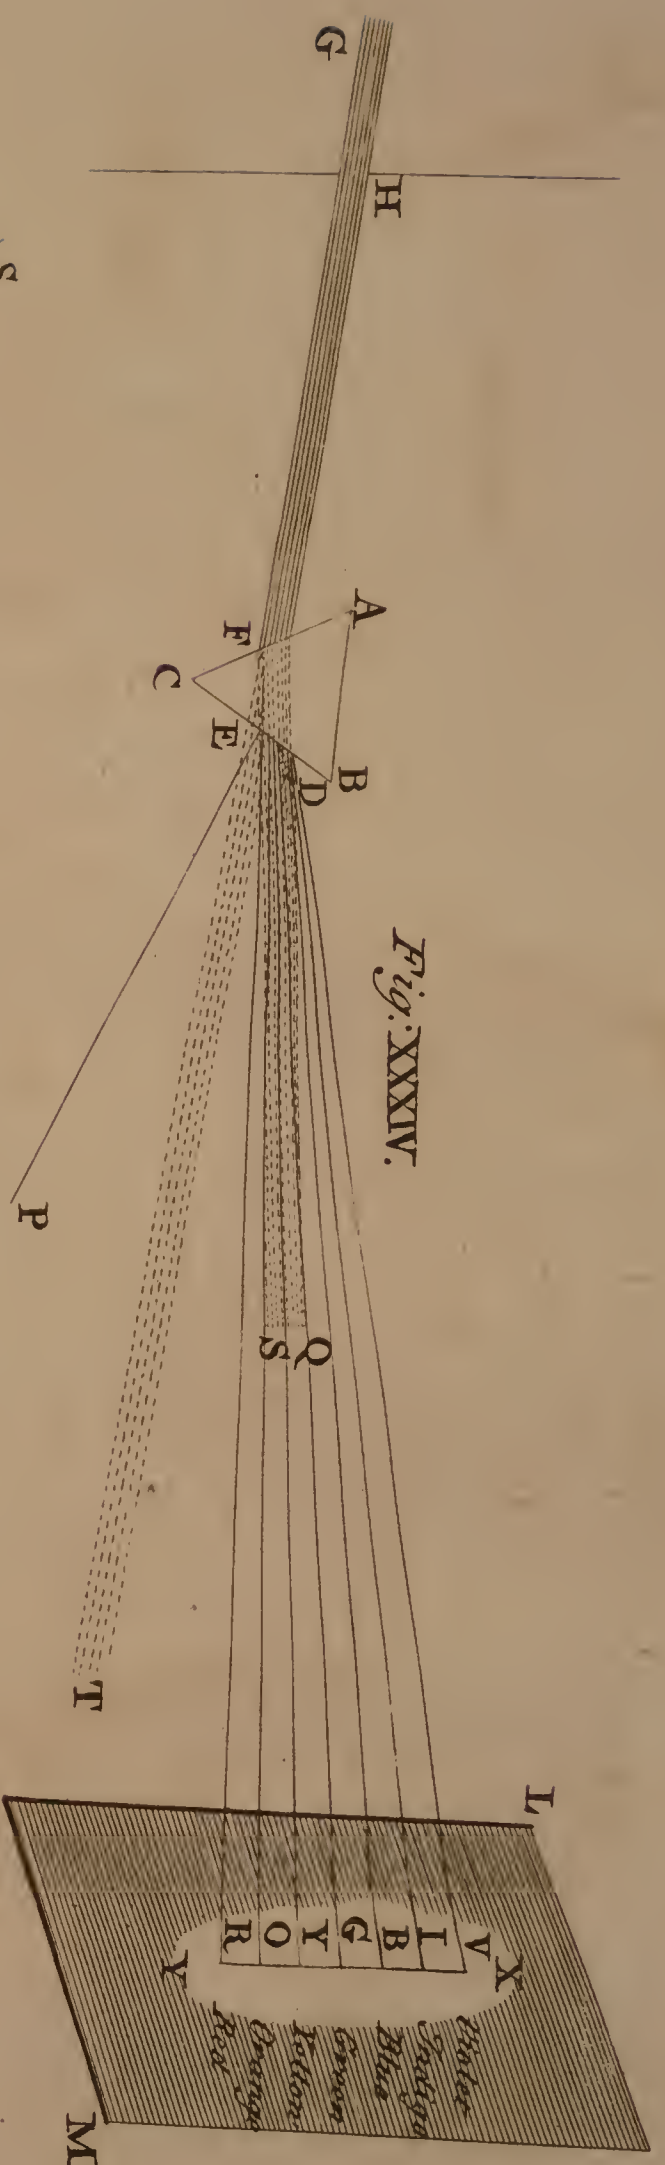 G
H
S
A
F
C
E
B
D
Fig: XXXIV.
P
Q
S
T
L
X
V Violet
I Indigo
B Blue
G Green
Y Yellow
O Orange
R Red
Y
M